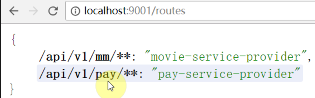 localhost:9001/routes
{
/api/v1/mm/**: "movie-service-provider",
/api/v1/pay/**: "pay-service-provider"
}